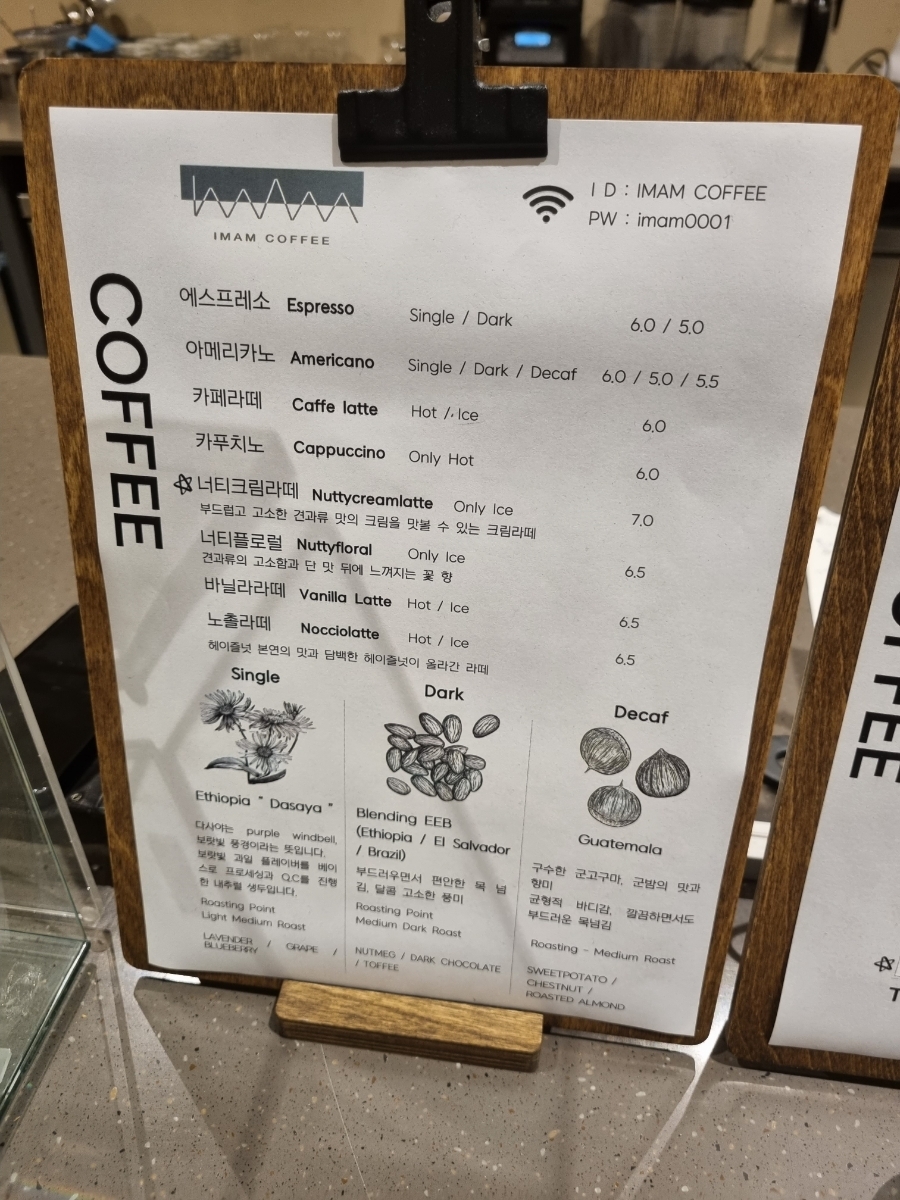 IMAM COFFEE
I D : IMAM COFFEE
PW : imam0001
COFFEE
에스프레소 Espresso Single / Dark 6.0 / 5.0
아메리카노 Americano Single / Dark / Decaf 6.0 / 5.0 / 5.5
카페라떼 Caffe latte Hot / Ice 6.0
카푸치노 Cappuccino Only Hot 6.0
너티크림라떼 Nuttycreamlatte Only Ice 7.0
부드럽고 고소한 견과류 맛의 크림을 맛볼 수 있는 크림라떼
너티플로럴 Nuttyfloral Only Ice 6.5
견과류의 고소함과 단 맛 뒤에 느껴지는 꽃 향
바닐라라떼 Vanilla Latte Hot / Ice 6.5
노촐라떼 Nocciolatte Hot / Ice 6.5
헤이즐넛 본연의 맛과 담백한 헤이즐넛이 올라간 라떼
Single
Ethiopia " Dasaya "
다사야는 purple windbell,
보랏빛 풍경이라는 뜻입니다.
보랏빛 과일 플레이버를 베이
스로 프로세싱과 Q.C를 진행
한 내추럴 생두입니다.
Roasting Point
Light Medium Roast
LAVENDER / GRAPE /
BLUEBERRY
Dark
Blending EEB
(Ethiopia / El Salvador
/ Brazil)
부드러우면서 편안한 목 넘
김, 달콤 고소한 풍미
Roasting Point
Medium Dark Roast
NUTMEG / DARK CHOCOLATE
/ TOFFEE
Decaf
Guatemala
구수한 군고구마, 군밤의 맛과
향미
균형적 바디감, 깔끔하면서도
부드러운 목넘김
Roasting - Medium Roast
SWEETPOTATO /
CHESTNUT /
ROASTED ALMOND
FFEE